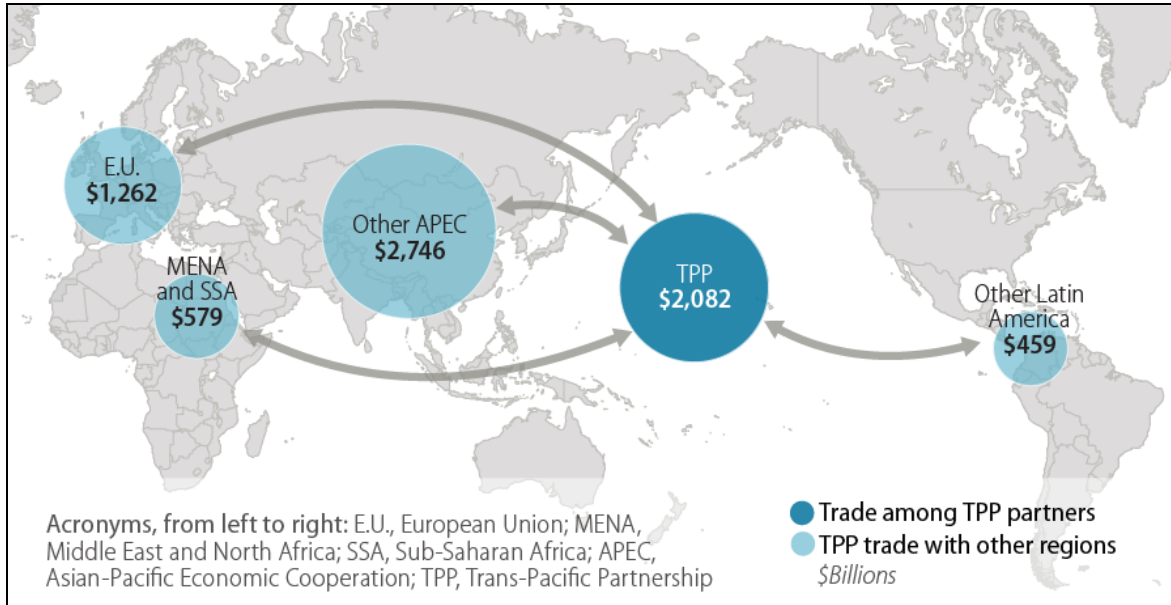 E.U.
$1,262
Other APEC
$2,746
MENA
and SSA
$579
TPP
$2,082
Other Latin
America
$459
Acronyms, from left to right: E.U., European Union; MENA,
Middle East and North Africa; SSA, Sub-Saharan Africa; APEC,
Asian-Pacific Economic Cooperation; TPP, Trans-Pacific Partnership
Trade among TPP partners
TPP trade with other regions
$Billions